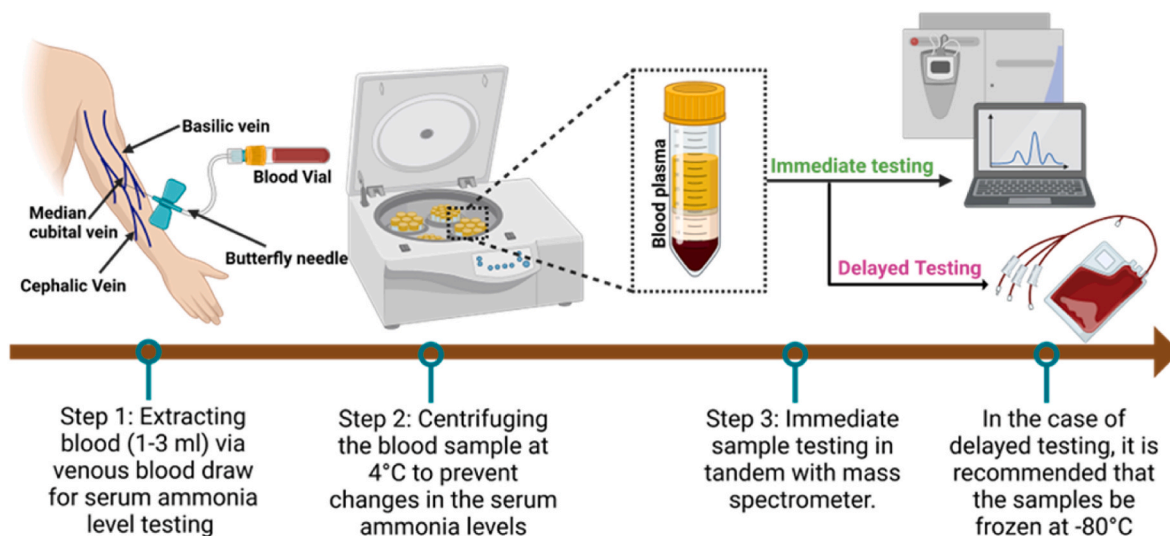 Basilic vein
Blood Vial
Median
cubital vein
Butterfly needle
Cephalic Vein
Blood plasma
Immediate testing
Delayed Testing
Step 1: Extracting
blood (1-3 ml) via
venous blood draw
for serum ammonia
level testing
Step 2: Centrifuging
the blood sample at
4°C to prevent
changes in the serum
ammonia levels
Step 3: Immediate
sample testing in
tandem with mass
spectrometer.
In the case of
delayed testing, it is
recommended that
the samples be
frozen at -80°C